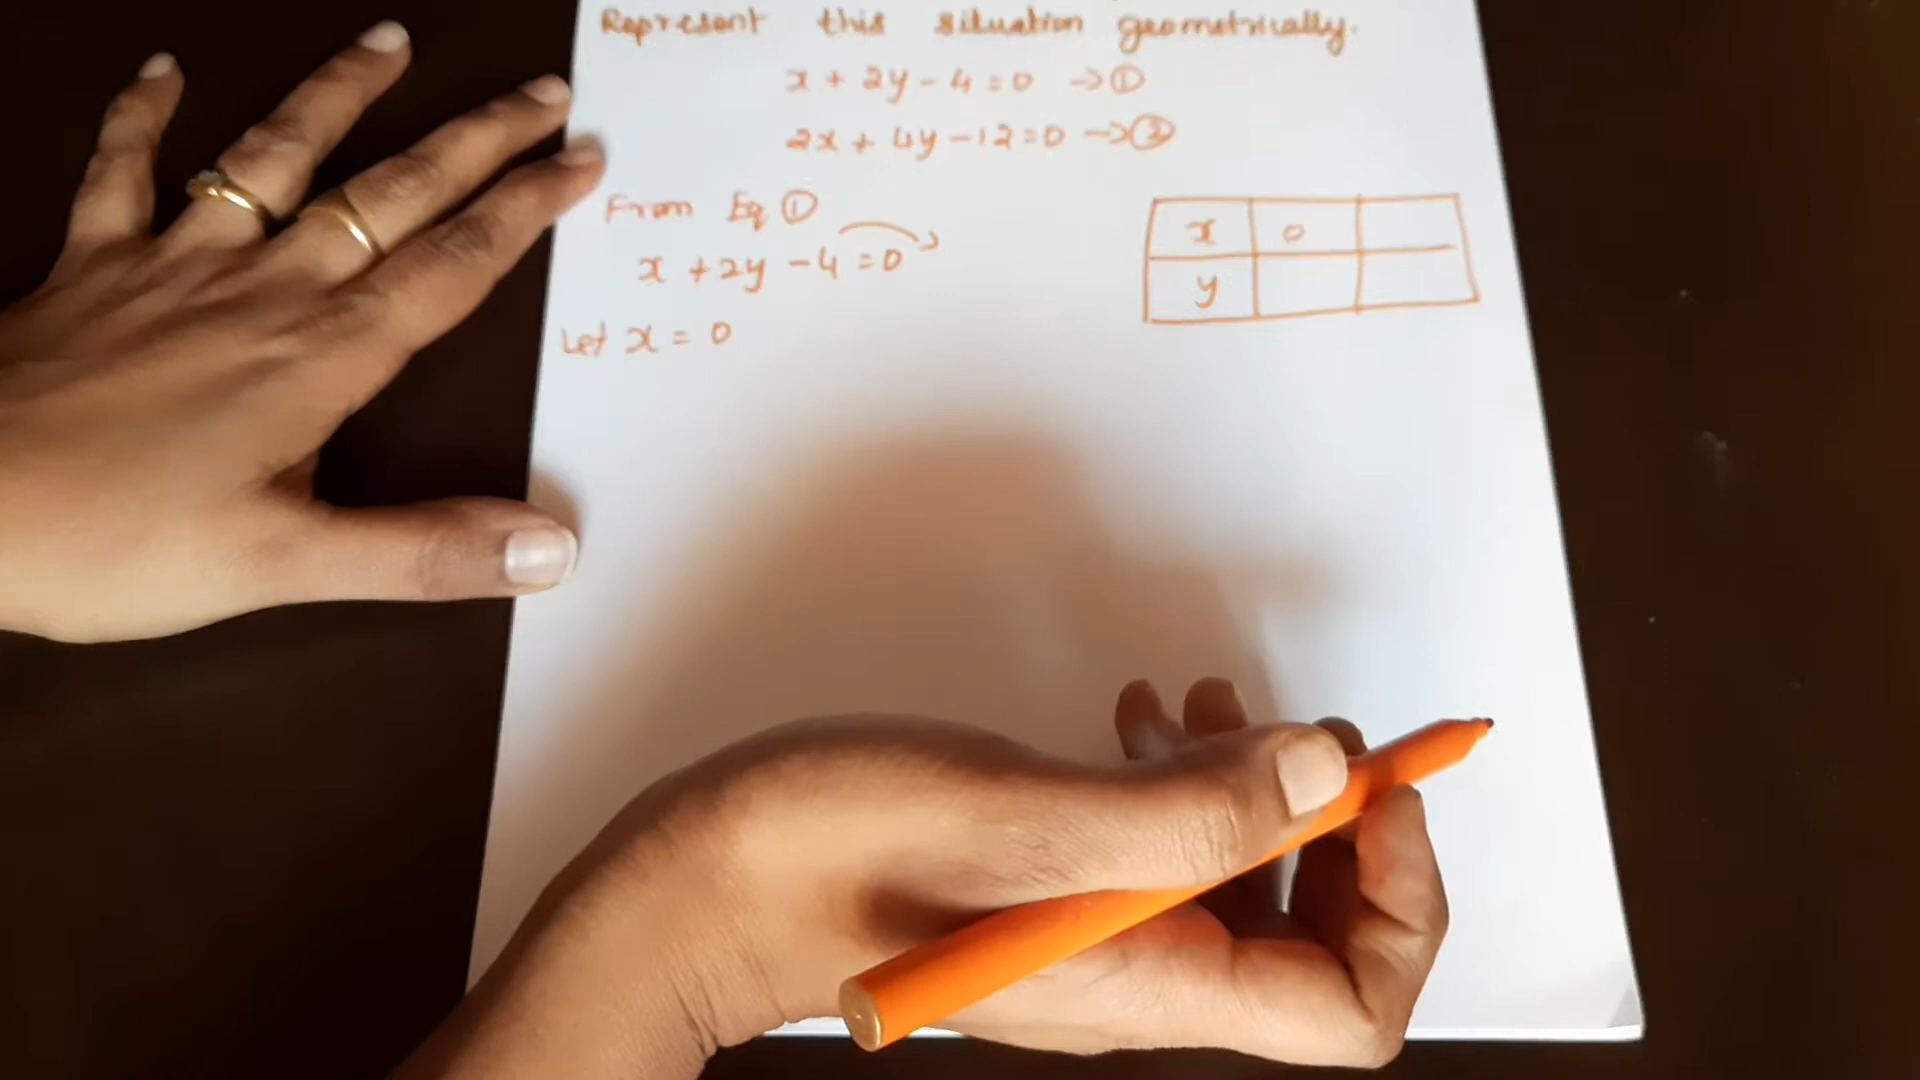 Represent this situation geometrically.
x + 2y - 4 = 0 → ①
2x + 4y - 12 = 0 → ②
From Eq ①
x + 2y - 4 = 0
Let x = 0
x 0
y